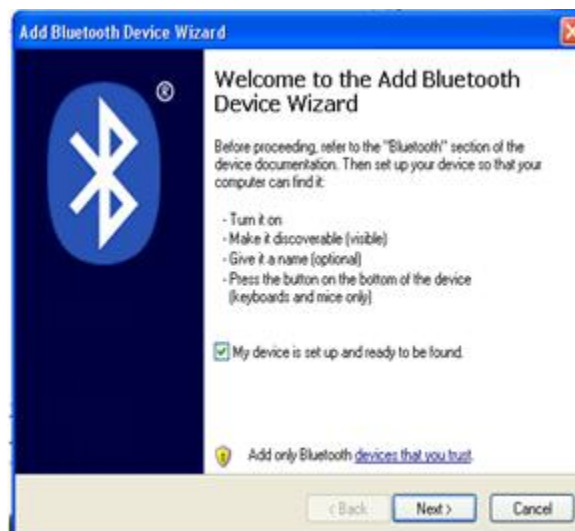 Add Bluetooth Device Wizard
®
Welcome to the Add Bluetooth
Device Wizard
Before proceeding, refer to the "Bluetooth" section of the
device documentation. Then set up your device so that your
computer can find it:
- Turn it on
- Make it discoverable (visible)
- Give it a name (optional)
- Press the button on the bottom of the device
(keyboards and mice only)
My device is set up and ready to be found.
Add only Bluetooth devices that you trust.
< Back Next > Cancel